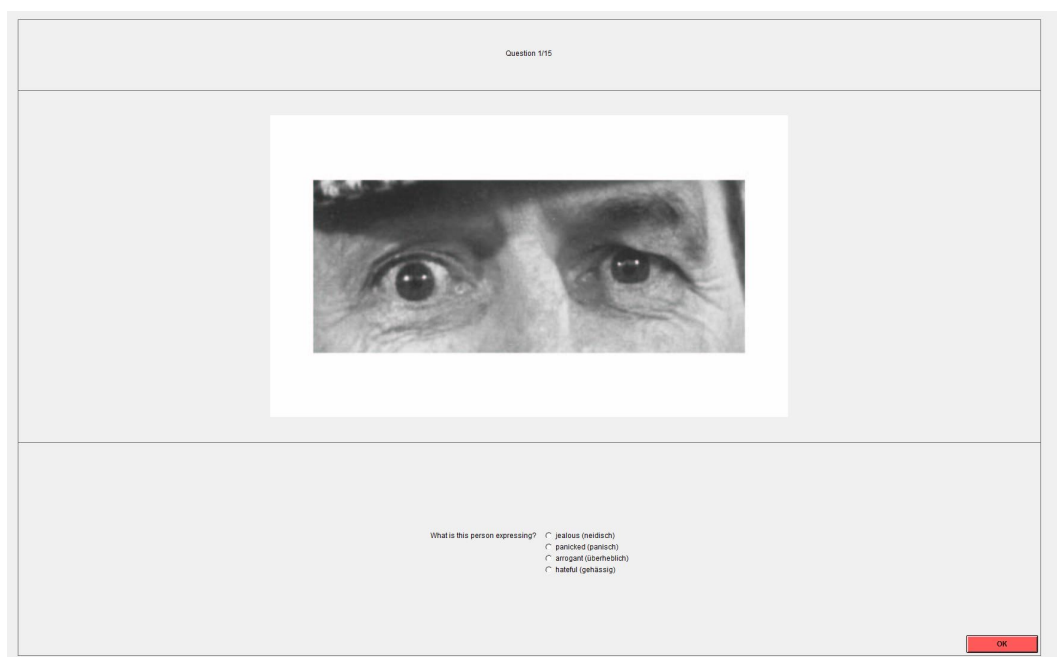 Question 1/15
What is this person expressing? jealous (neidisch)
panicked (panisch)
arrogant (überheblich)
hateful (gehässig)
OK